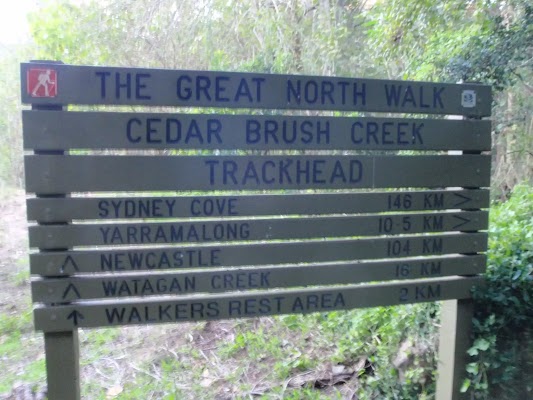 THE GREAT NORTH WALK
CEDAR BRUSH CREEK
TRACKHEAD
SYDNEY COVE 146 KM >
YARRAMALONG 10·5 KM >
^ NEWCASTLE 104 KM
^ WATAGAN CREEK 16 KM
↑ WALKERS REST AREA 2 KM